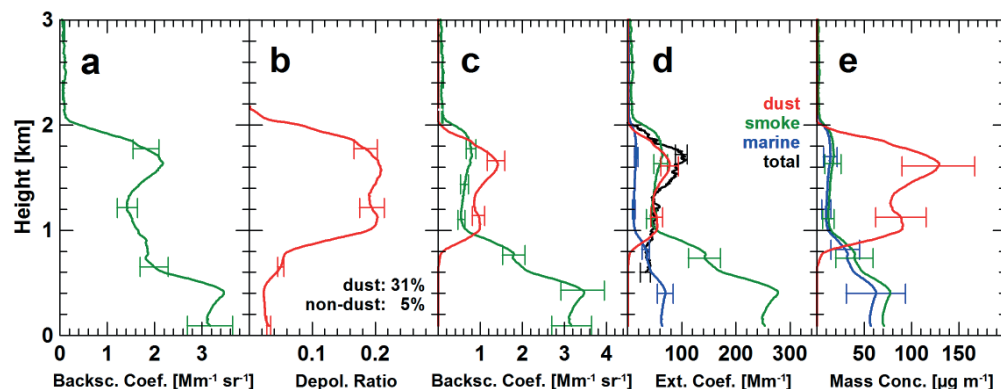 a b c d e
3
2
1
0
Height [km]
dust
smoke
marine
total
dust: 31%
non-dust: 5%
0 1 2 3
0.1 0.2
1 2 3 4
100 200 300
50 100 150
Backsc. Coef. [Mm⁻¹ sr⁻¹]
Depol. Ratio
Backsc. Coef. [Mm⁻¹ sr⁻¹]
Ext. Coef. [Mm⁻¹]
Mass Conc. [µg m⁻¹]